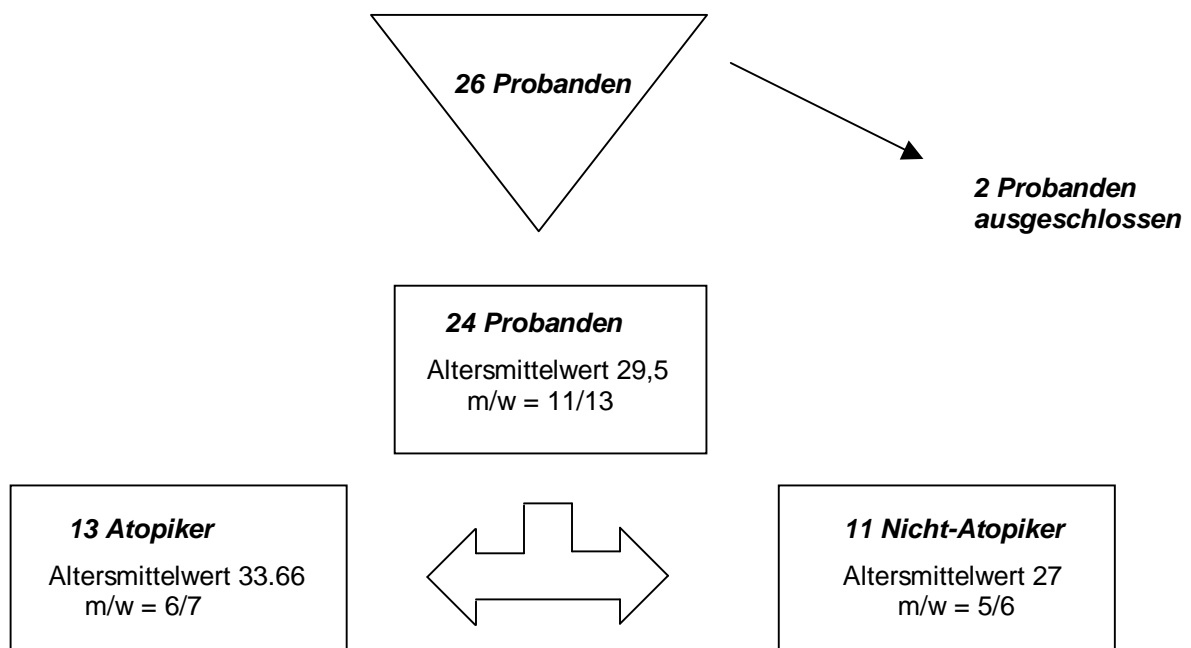 26 Probanden
2 Probanden
ausgeschlossen
24 Probanden
Altersmittelwert 29,5
m/w = 11/13
13 Atopiker
Altersmittelwert 33.66
m/w = 6/7
11 Nicht-Atopiker
Altersmittelwert 27
m/w = 5/6